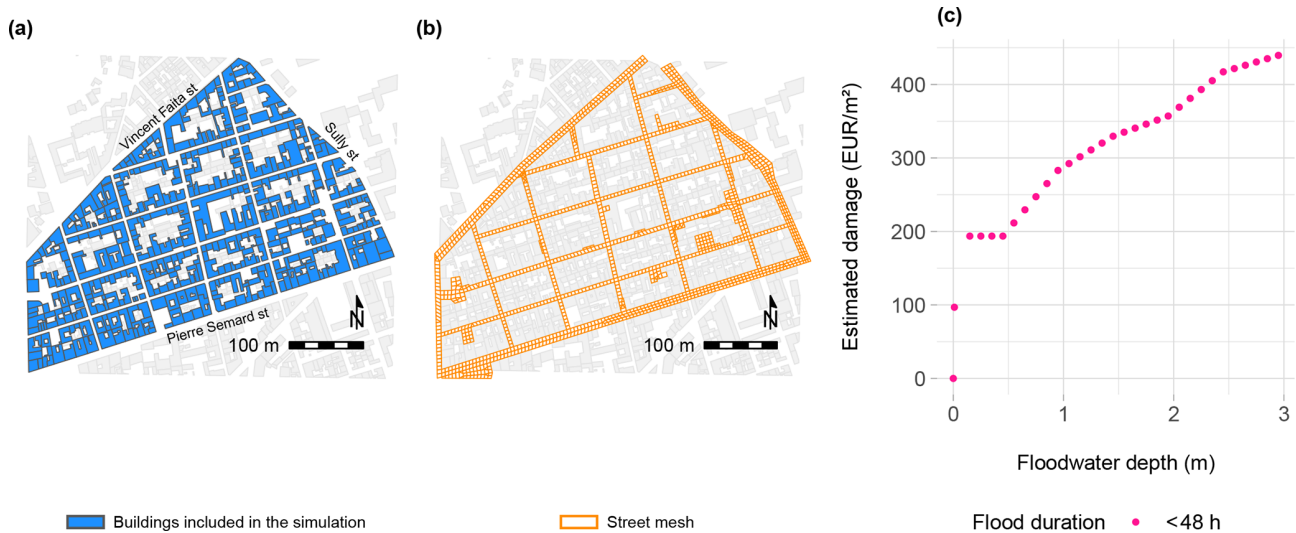 (a)
Vincent Faita st
Sully st
Pierre Semard st
N
100 m
Buildings included in the simulation
(b)
N
100 m
Street mesh
(c)
Estimated damage (EUR/m²)
400
300
200
100
0
0 1 2 3
Floodwater depth (m)
Flood duration <48 h